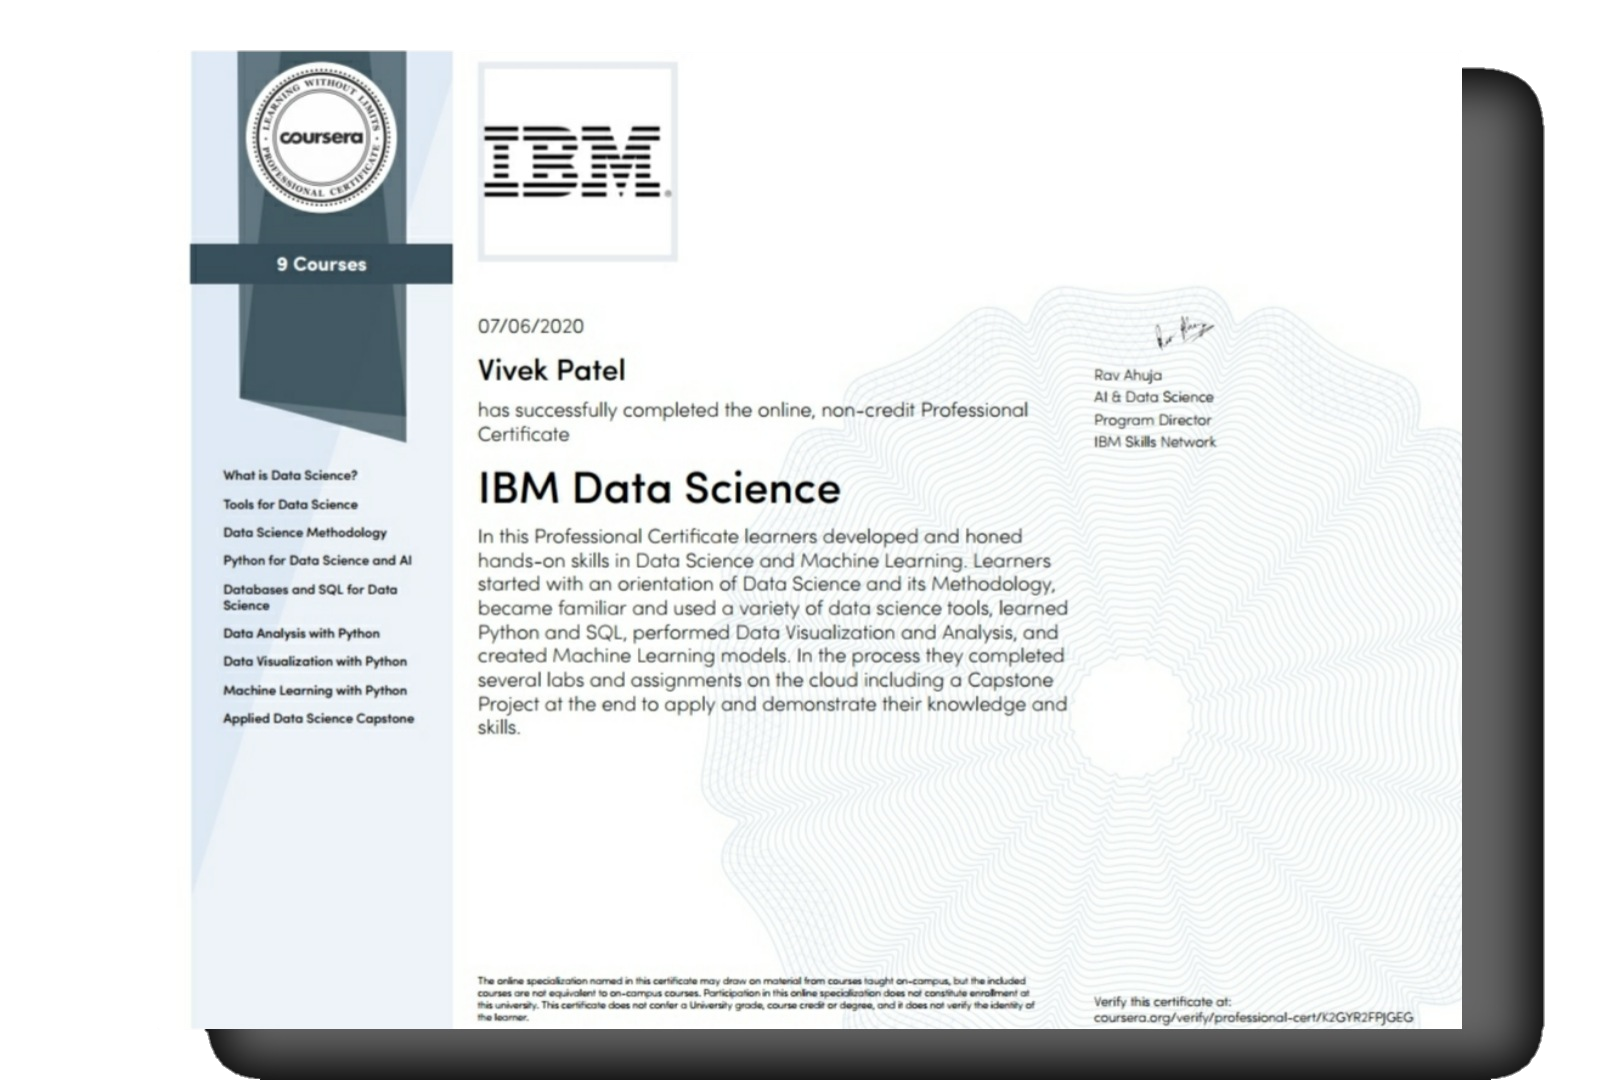 LEARNING WITHOUT LIMITS
coursera
PROFESSIONAL CERTIFICATE
9 Courses
What is Data Science?
Tools for Data Science
Data Science Methodology
Python for Data Science and AI
Databases and SQL for Data
Science
Data Analysis with Python
Data Visualization with Python
Machine Learning with Python
Applied Data Science Capstone
IBM®
07/06/2020
Vivek Patel
has successfully completed the online, non-credit Professional
Certificate
IBM Data Science
In this Professional Certificate learners developed and honed
hands-on skills in Data Science and Machine Learning. Learners
started with an orientation of Data Science and its Methodology,
became familiar and used a variety of data science tools, learned
Python and SQL, performed Data Visualization and Analysis, and
created Machine Learning models. In the process they completed
several labs and assignments on the cloud including a Capstone
Project at the end to apply and demonstrate their knowledge and
skills.
Rav Ahuja
AI & Data Science
Program Director
IBM Skills Network
The online specialization named in this certificate may draw on material from courses taught on-campus, but the included
courses are not equivalent to on-campus courses. Participation in this online specialization does not constitute enrollment at
this university. This certificate does not confer a University grade, course credit or degree, and it does not verify the identity of
the learner.
Verify this certificate at:
coursera.org/verify/professional-cert/K2GYR2FPJGEG